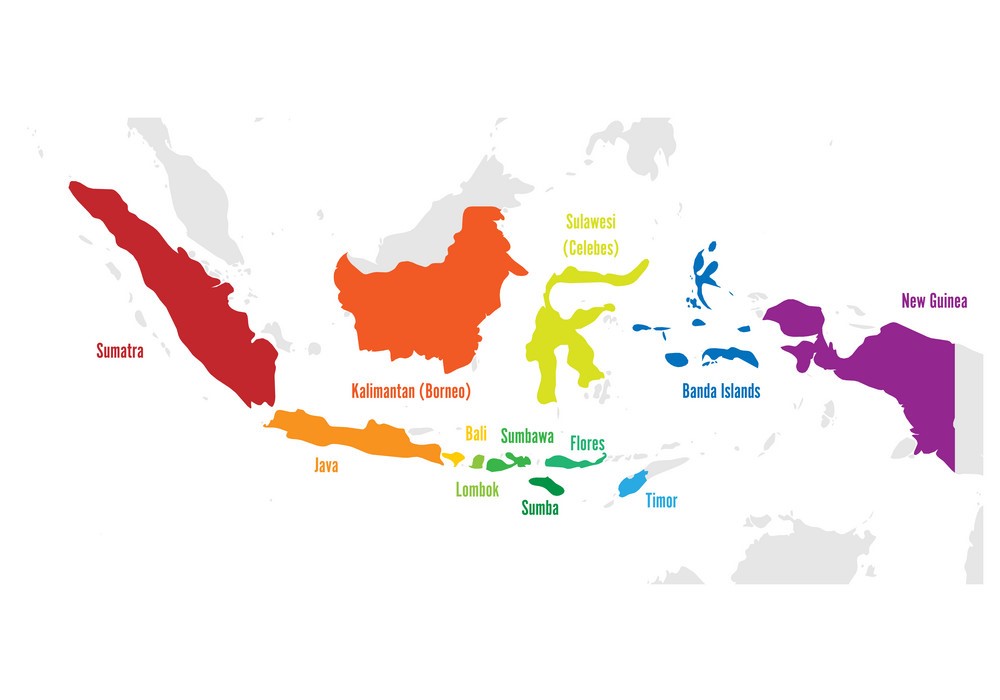 Sulawesi
(Celebes)
New Guinea
Sumatra
Kalimantan (Borneo)
Banda Islands
Bali
Sumbawa
Flores
Java
Lombok
Sumba
Timor